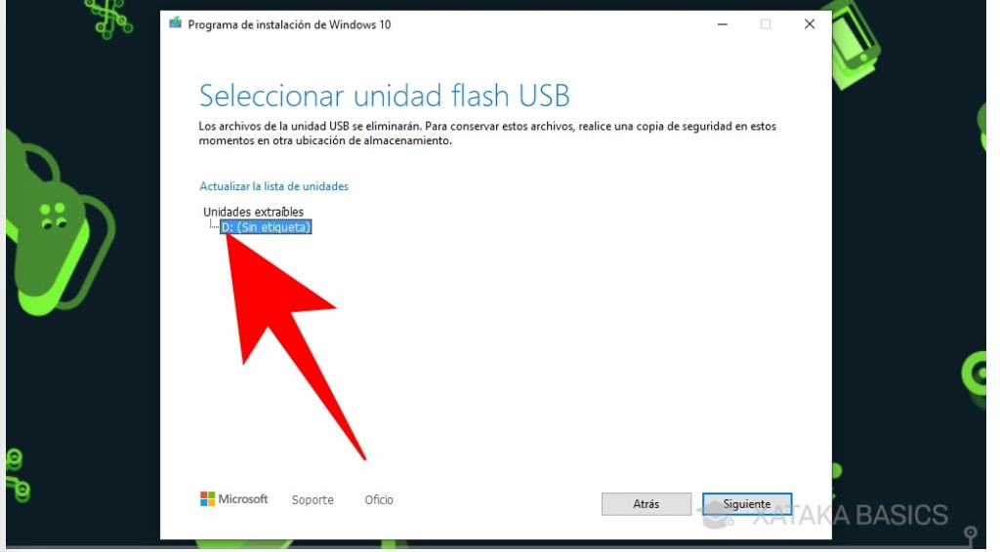 Programa de instalación de Windows 10
Seleccionar unidad flash USB
Los archivos de la unidad USB se eliminarán. Para conservar estos archivos, realice una copia de seguridad en estos
momentos en otra ubicación de almacenamiento.
Actualizar la lista de unidades
Unidades extraíbles
D: (Sin etiqueta)
Microsoft
Soporte
Oficio
Atrás
Siguiente
XATAKA BASICS